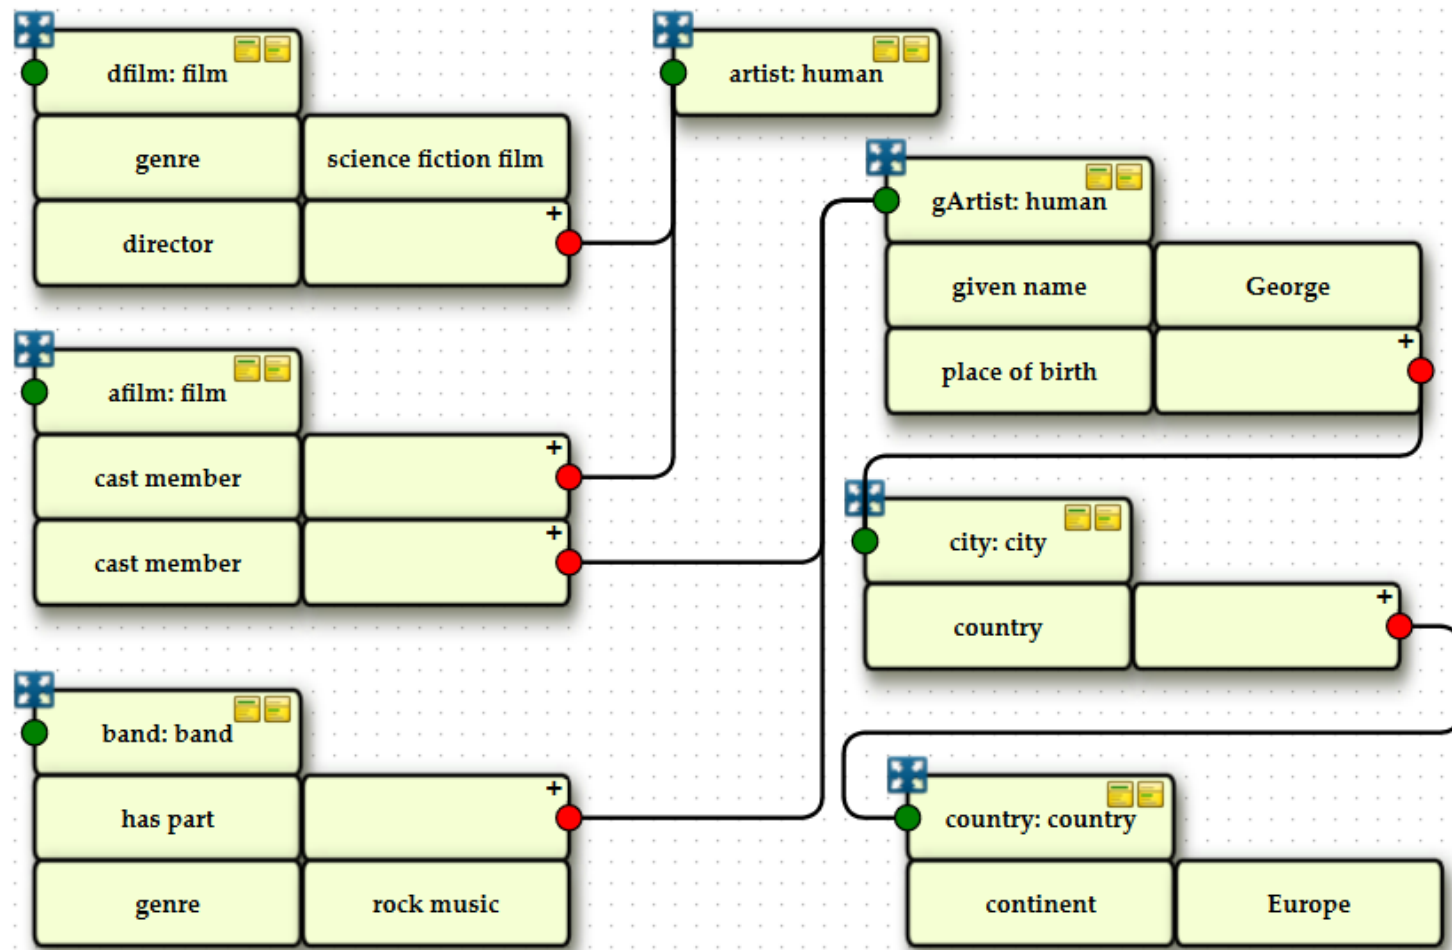 dfilm: film
genre
science fiction film
director
+
afilm: film
cast member
+
cast member
+
band: band
has part
+
genre
rock music
artist: human
gArtist: human
given name
George
place of birth
+
city: city
country
+
country: country
continent
Europe